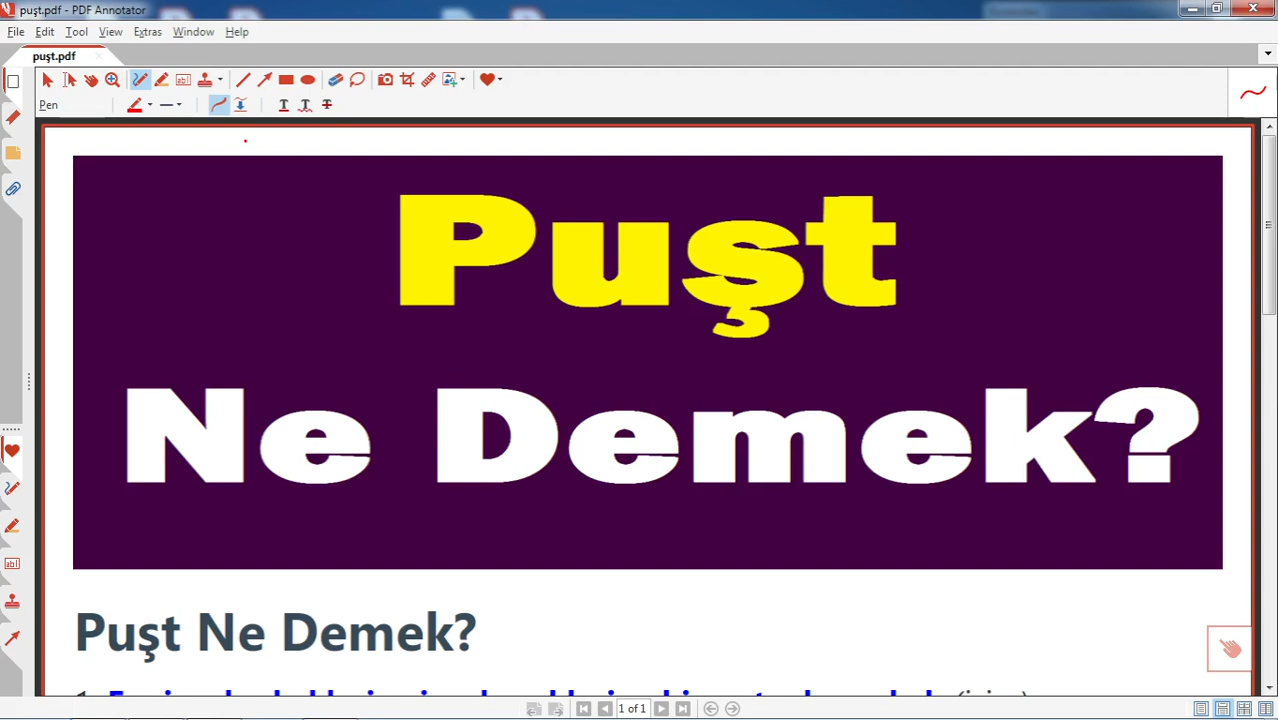 puşt.pdf - PDF Annotator
File Edit Tool View Extras Window Help
puşt.pdf
Pen
Puşt
Ne Demek?
Puşt Ne Demek?
1 of 1